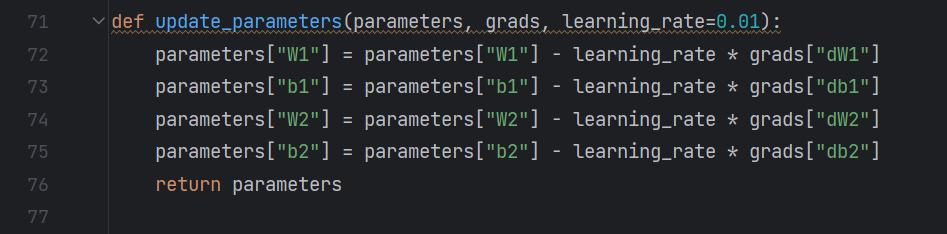 71 def update_parameters(parameters, grads, learning_rate=0.01):
72     parameters["W1"] = parameters["W1"] - learning_rate * grads["dW1"]
73     parameters["b1"] = parameters["b1"] - learning_rate * grads["db1"]
74     parameters["W2"] = parameters["W2"] - learning_rate * grads["dW2"]
75     parameters["b2"] = parameters["b2"] - learning_rate * grads["db2"]
76     return parameters
77